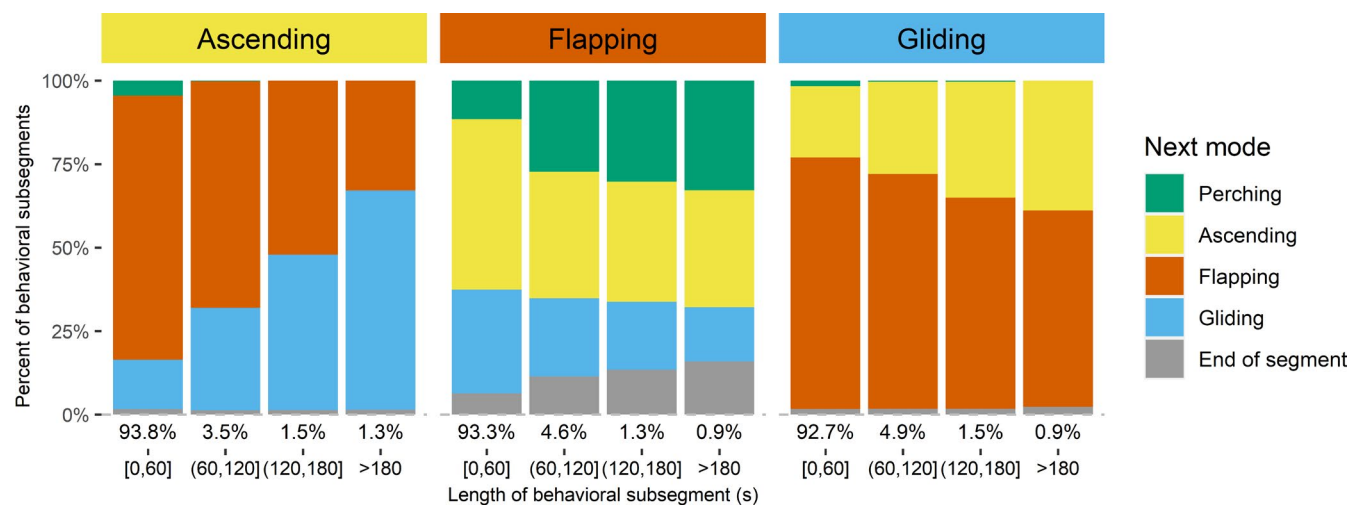 Ascending
Flapping
Gliding
Percent of behavioral subsegments
100%
75%
50%
25%
0%
93.8% 3.5% 1.5% 1.3%
[0,60] (60,120] (120,180] >180
93.3% 4.6% 1.3% 0.9%
[0,60] (60,120] (120,180] >180
92.7% 4.9% 1.5% 0.9%
[0,60] (60,120] (120,180] >180
Length of behavioral subsegment (s)
Next mode
Perching
Ascending
Flapping
Gliding
End of segment